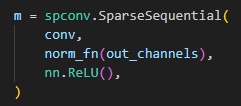 m = spconv.SparseSequential(
    conv,
    norm_fn(out_channels),
    nn.ReLU(),
)